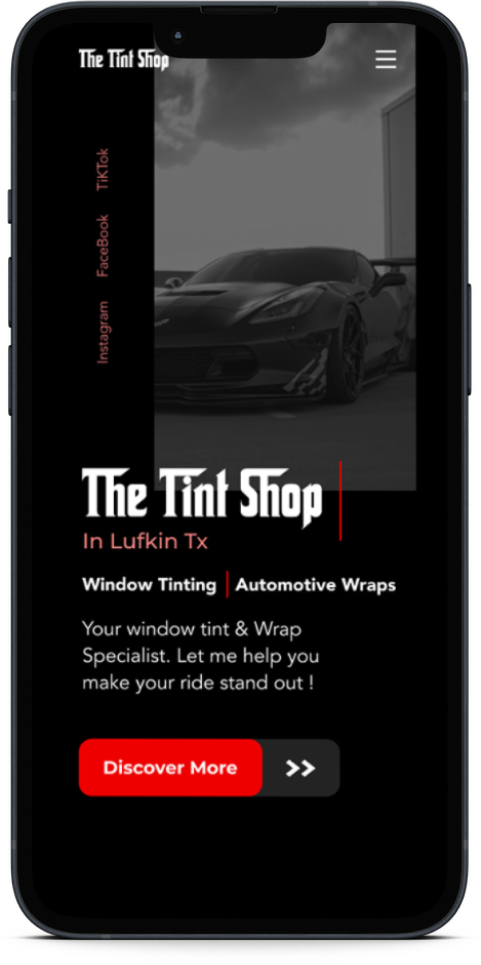 The Tint Shop
TiKTok
FaceBook
Instagram
The Tint Shop
In Lufkin Tx
Window Tinting | Automotive Wraps
Your window tint & Wrap
Specialist. Let me help you
make your ride stand out !
Discover More >>